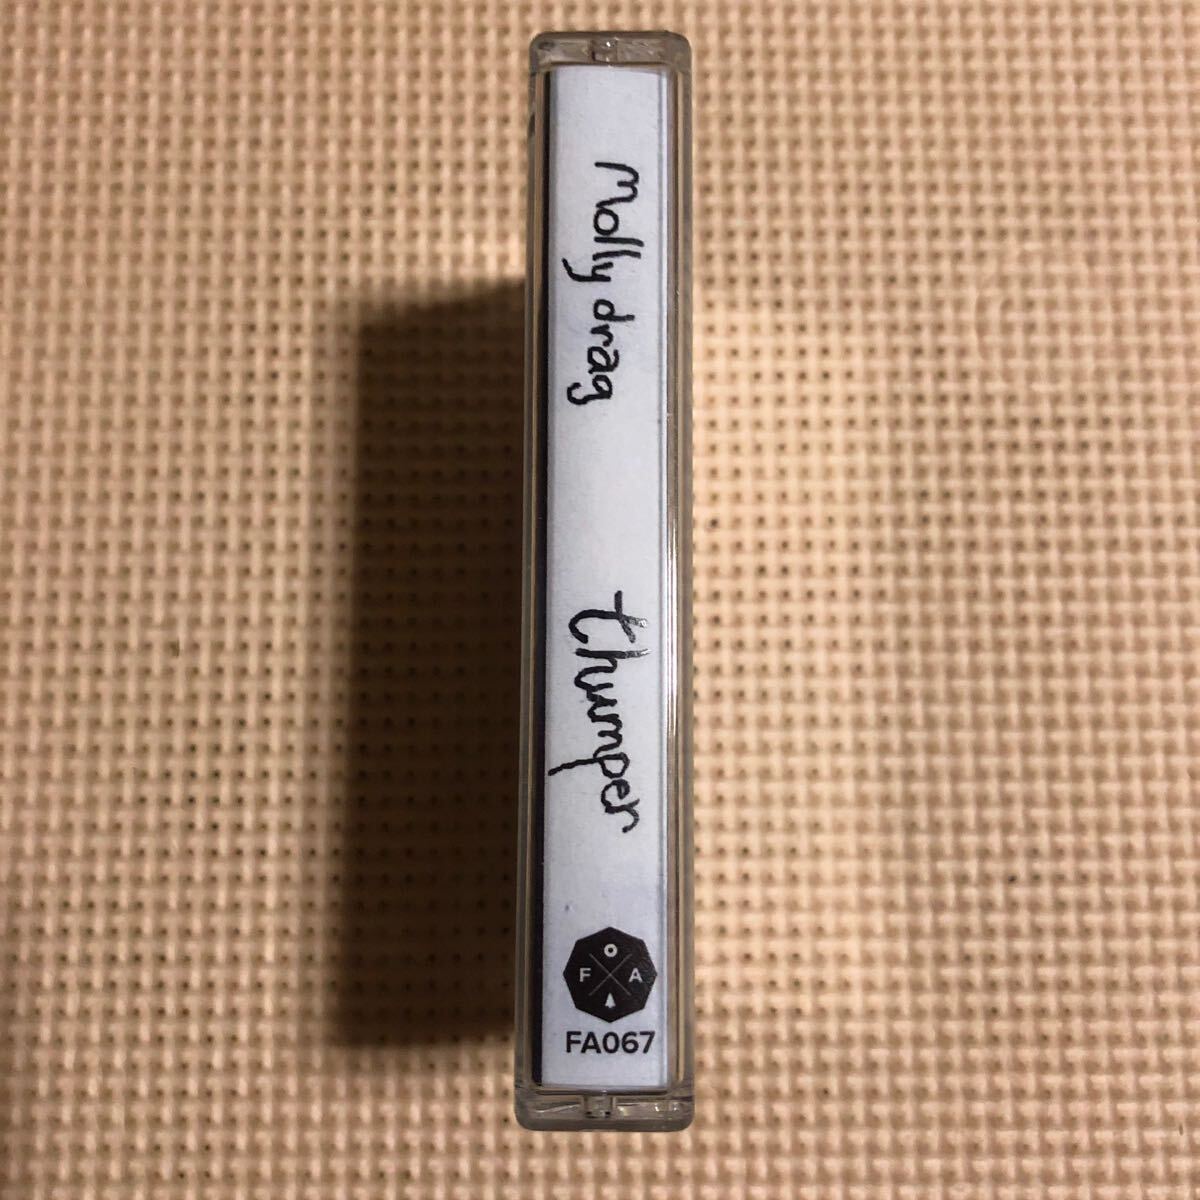 Molly drag
thumper
F A
FA067